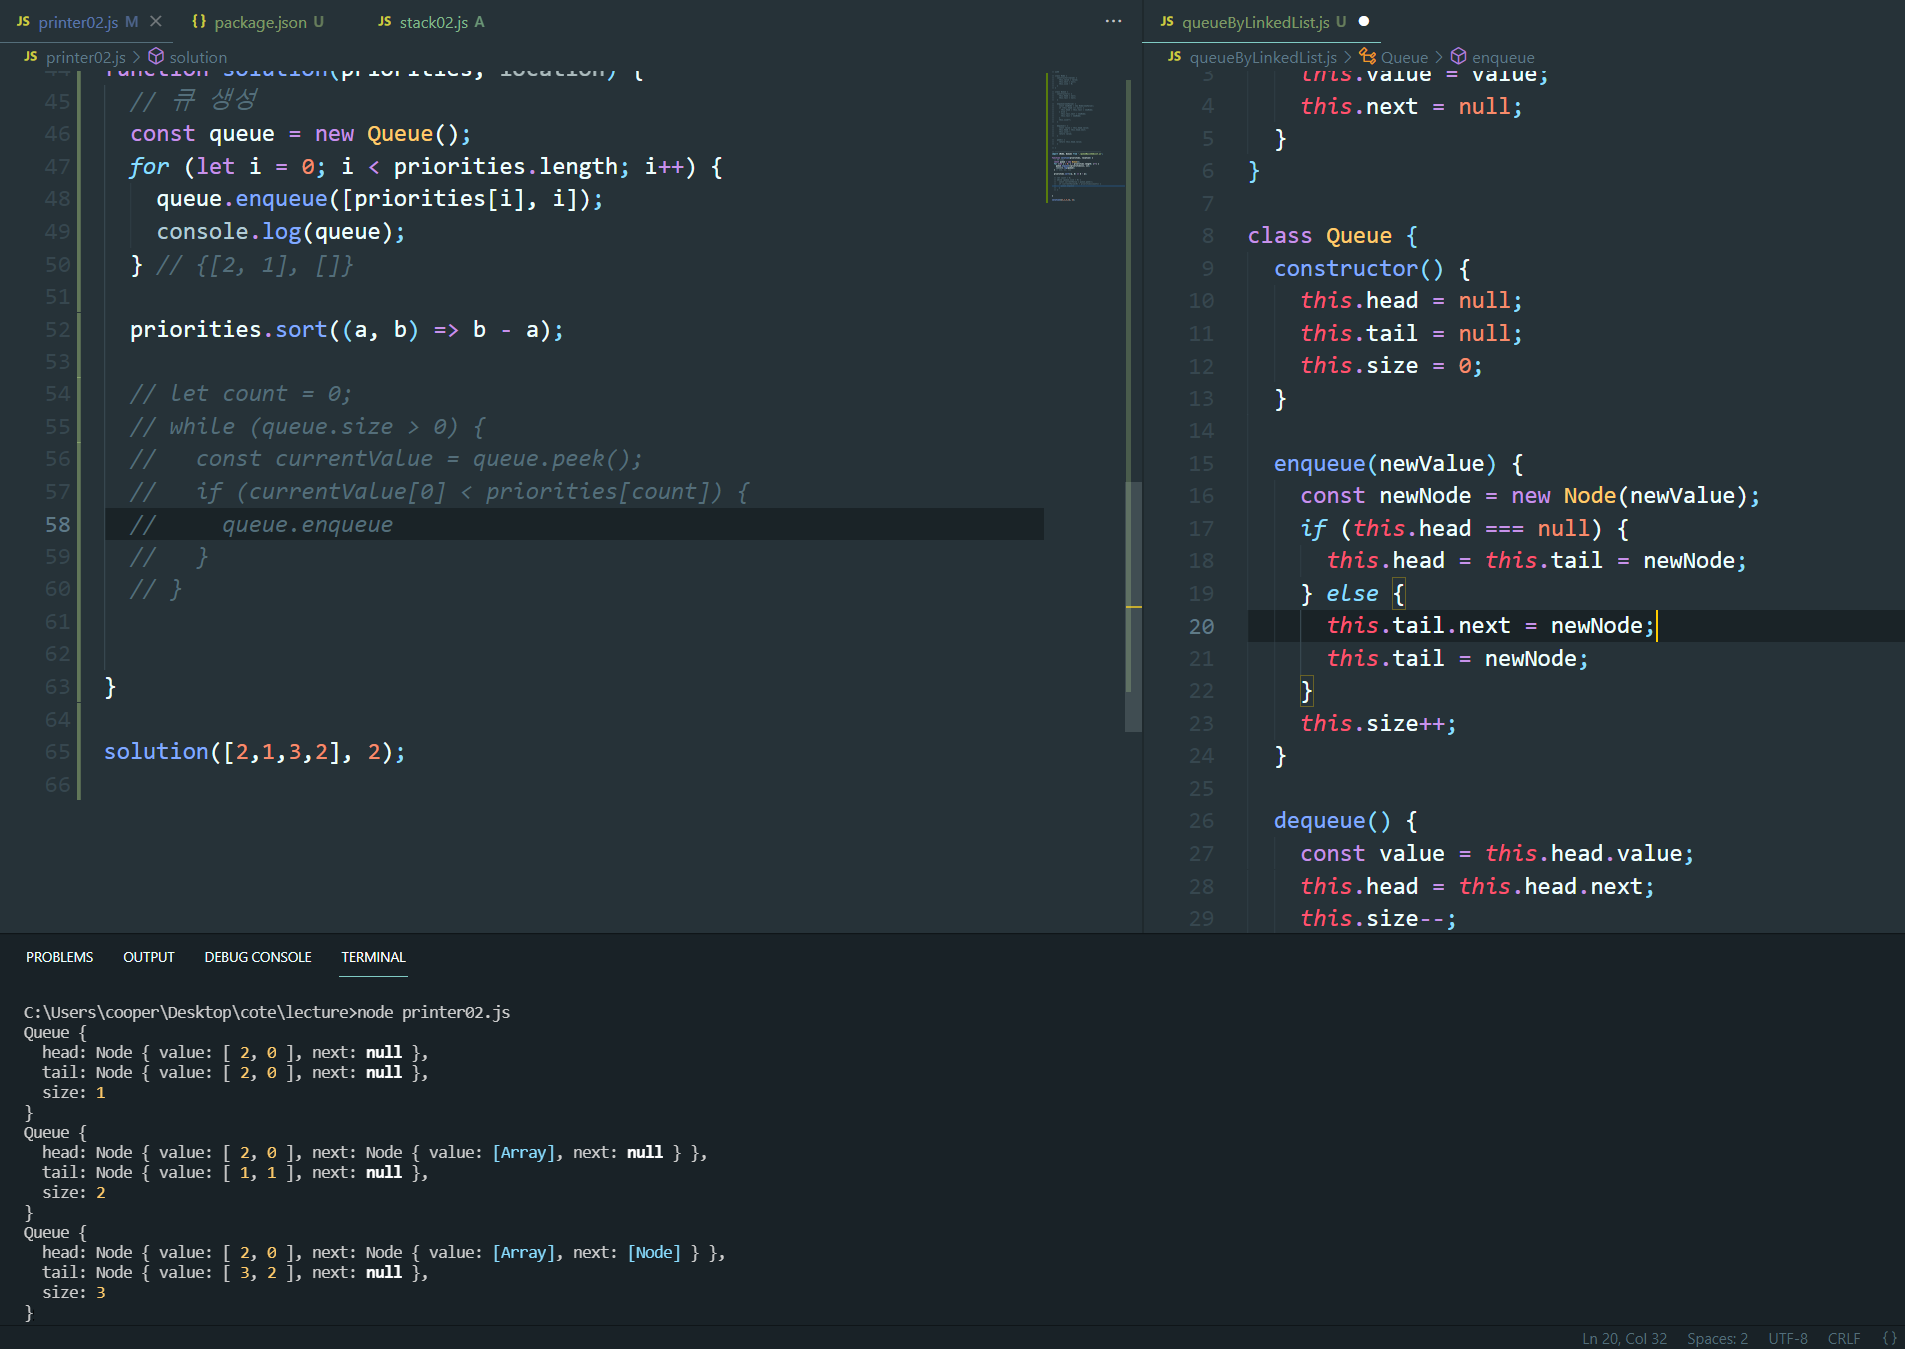 JS printer02.js M
{} package.json U
JS stack02.js A
...
JS queueByLinkedList.js U
JS printer02.js > solution
JS queueByLinkedList.js > Queue > enqueue
44 function solution(priorities, location) {
45 // 큐 생성
46 const queue = new Queue();
47 for (let i = 0; i < priorities.length; i++) {
48 queue.enqueue([priorities[i], i]);
49 console.log(queue);
50 } // {[2, 1], []}
51
52 priorities.sort((a, b) => b - a);
53
54 // let count = 0;
55 // while (queue.size > 0) {
56 //   const currentValue = queue.peek();
57 //   if (currentValue[0] < priorities[count]) {
58 //     queue.enqueue
59 //   }
60 // }
61
62
63 }
64
65 solution([2,1,3,2], 2);
66
3 this.value = value;
4 this.next = null;
5 }
6 }
7
8 class Queue {
9 constructor() {
10 this.head = null;
11 this.tail = null;
12 this.size = 0;
13 }
14
15 enqueue(newValue) {
16 const newNode = new Node(newValue);
17 if (this.head === null) {
18 this.head = this.tail = newNode;
19 } else {
20 this.tail.next = newNode;
21 this.tail = newNode;
22 }
23 this.size++;
24 }
25
26 dequeue() {
27 const value = this.head.value;
28 this.head = this.head.next;
29 this.size--;
PROBLEMS OUTPUT DEBUG CONSOLE TERMINAL
C:\Users\cooper\Desktop\cote\lecture>node printer02.js
Queue {
head: Node { value: [ 2, 0 ], next: null },
tail: Node { value: [ 2, 0 ], next: null },
size: 1
}
Queue {
head: Node { value: [ 2, 0 ], next: Node { value: [Array], next: null } },
tail: Node { value: [ 1, 1 ], next: null },
size: 2
}
Queue {
head: Node { value: [ 2, 0 ], next: Node { value: [Array], next: [Node] } },
tail: Node { value: [ 3, 2 ], next: null },
size: 3
}
Ln 20, Col 32 Spaces: 2 UTF-8 CRLF {}